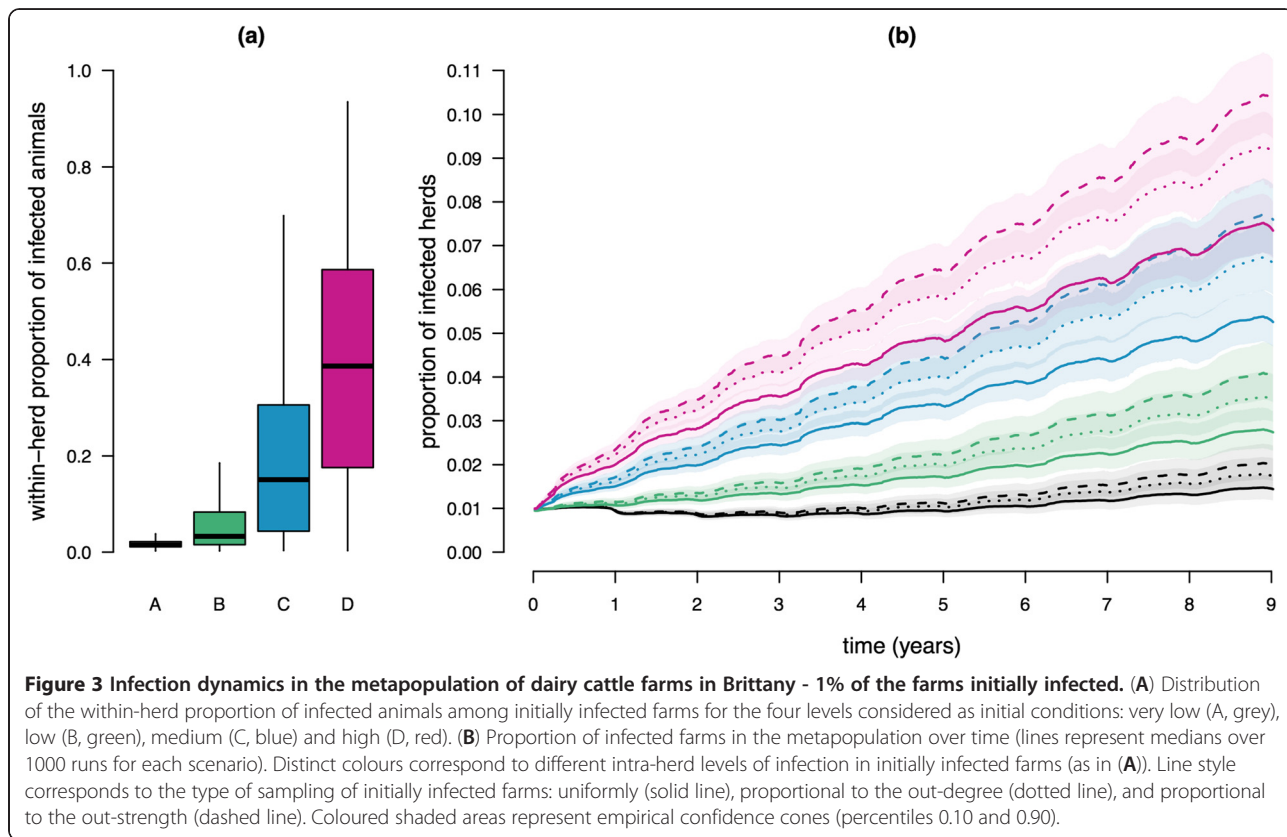 (a)
within–herd proportion of infected animals
1.0
0.8
0.6
0.4
0.2
0.0
A B C D
(b)
proportion of infected herds
0.11
0.10
0.09
0.08
0.07
0.06
0.05
0.04
0.03
0.02
0.01
0.00
0 1 2 3 4 5 6 7 8 9
time (years)
Figure 3 Infection dynamics in the metapopulation of dairy cattle farms in Brittany - 1% of the farms initially infected. (A) Distribution
of the within-herd proportion of infected animals among initially infected farms for the four levels considered as initial conditions: very low (A, grey),
low (B, green), medium (C, blue) and high (D, red). (B) Proportion of infected farms in the metapopulation over time (lines represent medians over
1000 runs for each scenario). Distinct colours correspond to different intra-herd levels of infection in initially infected farms (as in (A)). Line style
corresponds to the type of sampling of initially infected farms: uniformly (solid line), proportional to the out-degree (dotted line), and proportional
to the out-strength (dashed line). Coloured shaded areas represent empirical confidence cones (percentiles 0.10 and 0.90).